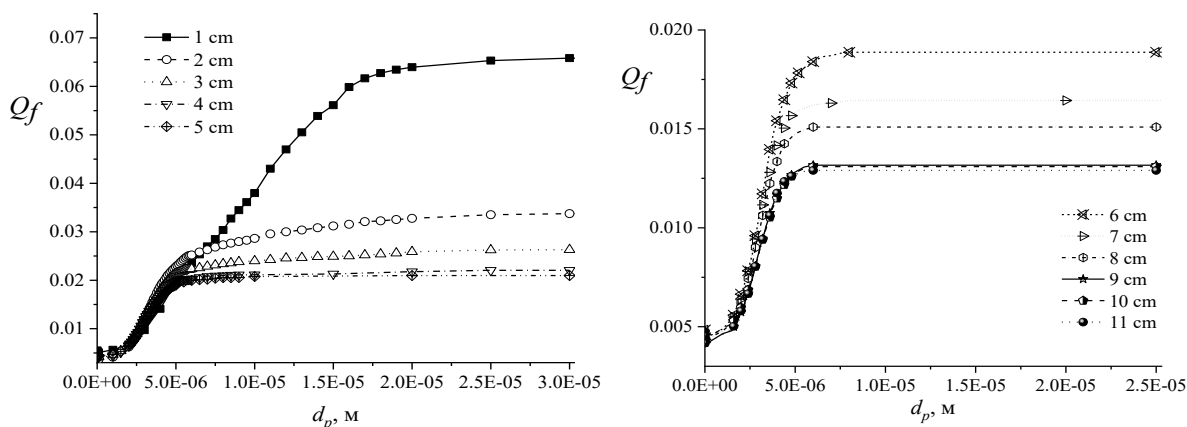 0.07
0.06
0.05
0.04
0.03
0.02
0.01
Qf
1 cm
2 cm
3 cm
4 cm
5 cm
0.0E+00 5.0E-06 1.0E-05 1.5E-05 2.0E-05 2.5E-05 3.0E-05
dp, м
0.020
0.015
0.010
0.005
Qf
6 cm
7 cm
8 cm
9 cm
10 cm
11 cm
0.0E+00 5.0E-06 1.0E-05 1.5E-05 2.0E-05 2.5E-05
dp, м